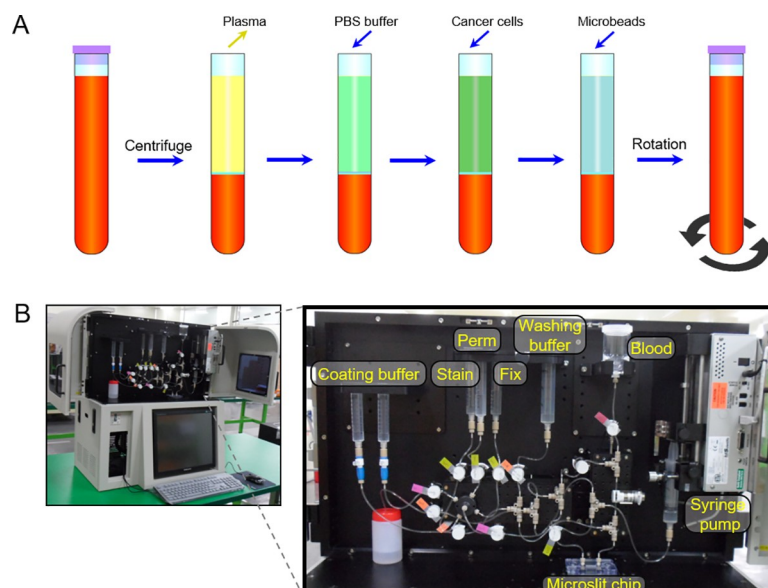 A
Plasma
PBS buffer
Cancer cells
Microbeads
Centrifuge
Rotation
B
Perm
Washing
buffer
Blood
Coating buffer
Stain
Fix
Syringe
pump
Microslit chip